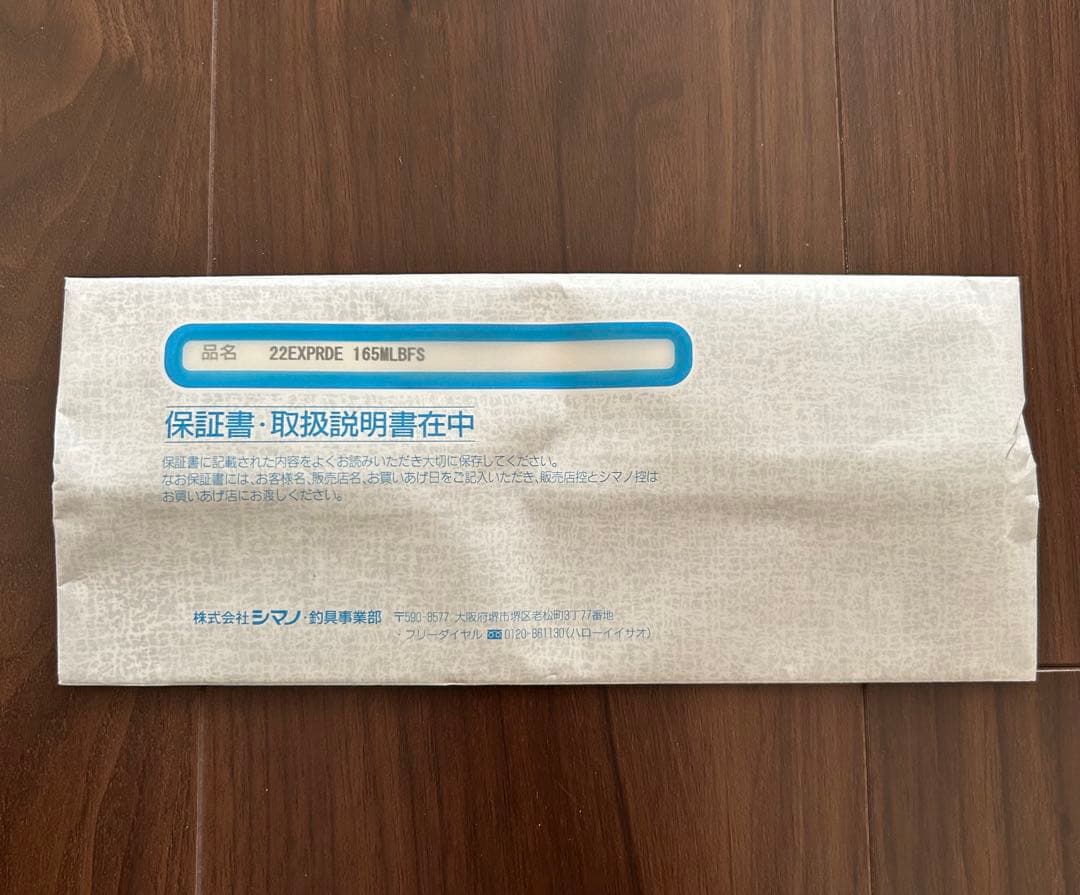 品名 22EXPRDE 165MLBFS
保証書・取扱説明書在中
保証書に記載された内容をよくお読みいただき大切に保存してください。
なお保証書には、お客様名、販売店名、お買いあげ日をご記入いただき、販売店控とシマノ控は
お買いあげ店にお渡しください。
株式会社シマノ・釣具事業部 〒590-8577 大阪府堺市堺区老松町3丁77番地
・フリーダイヤル 0120-861130(ハローイイサオ)